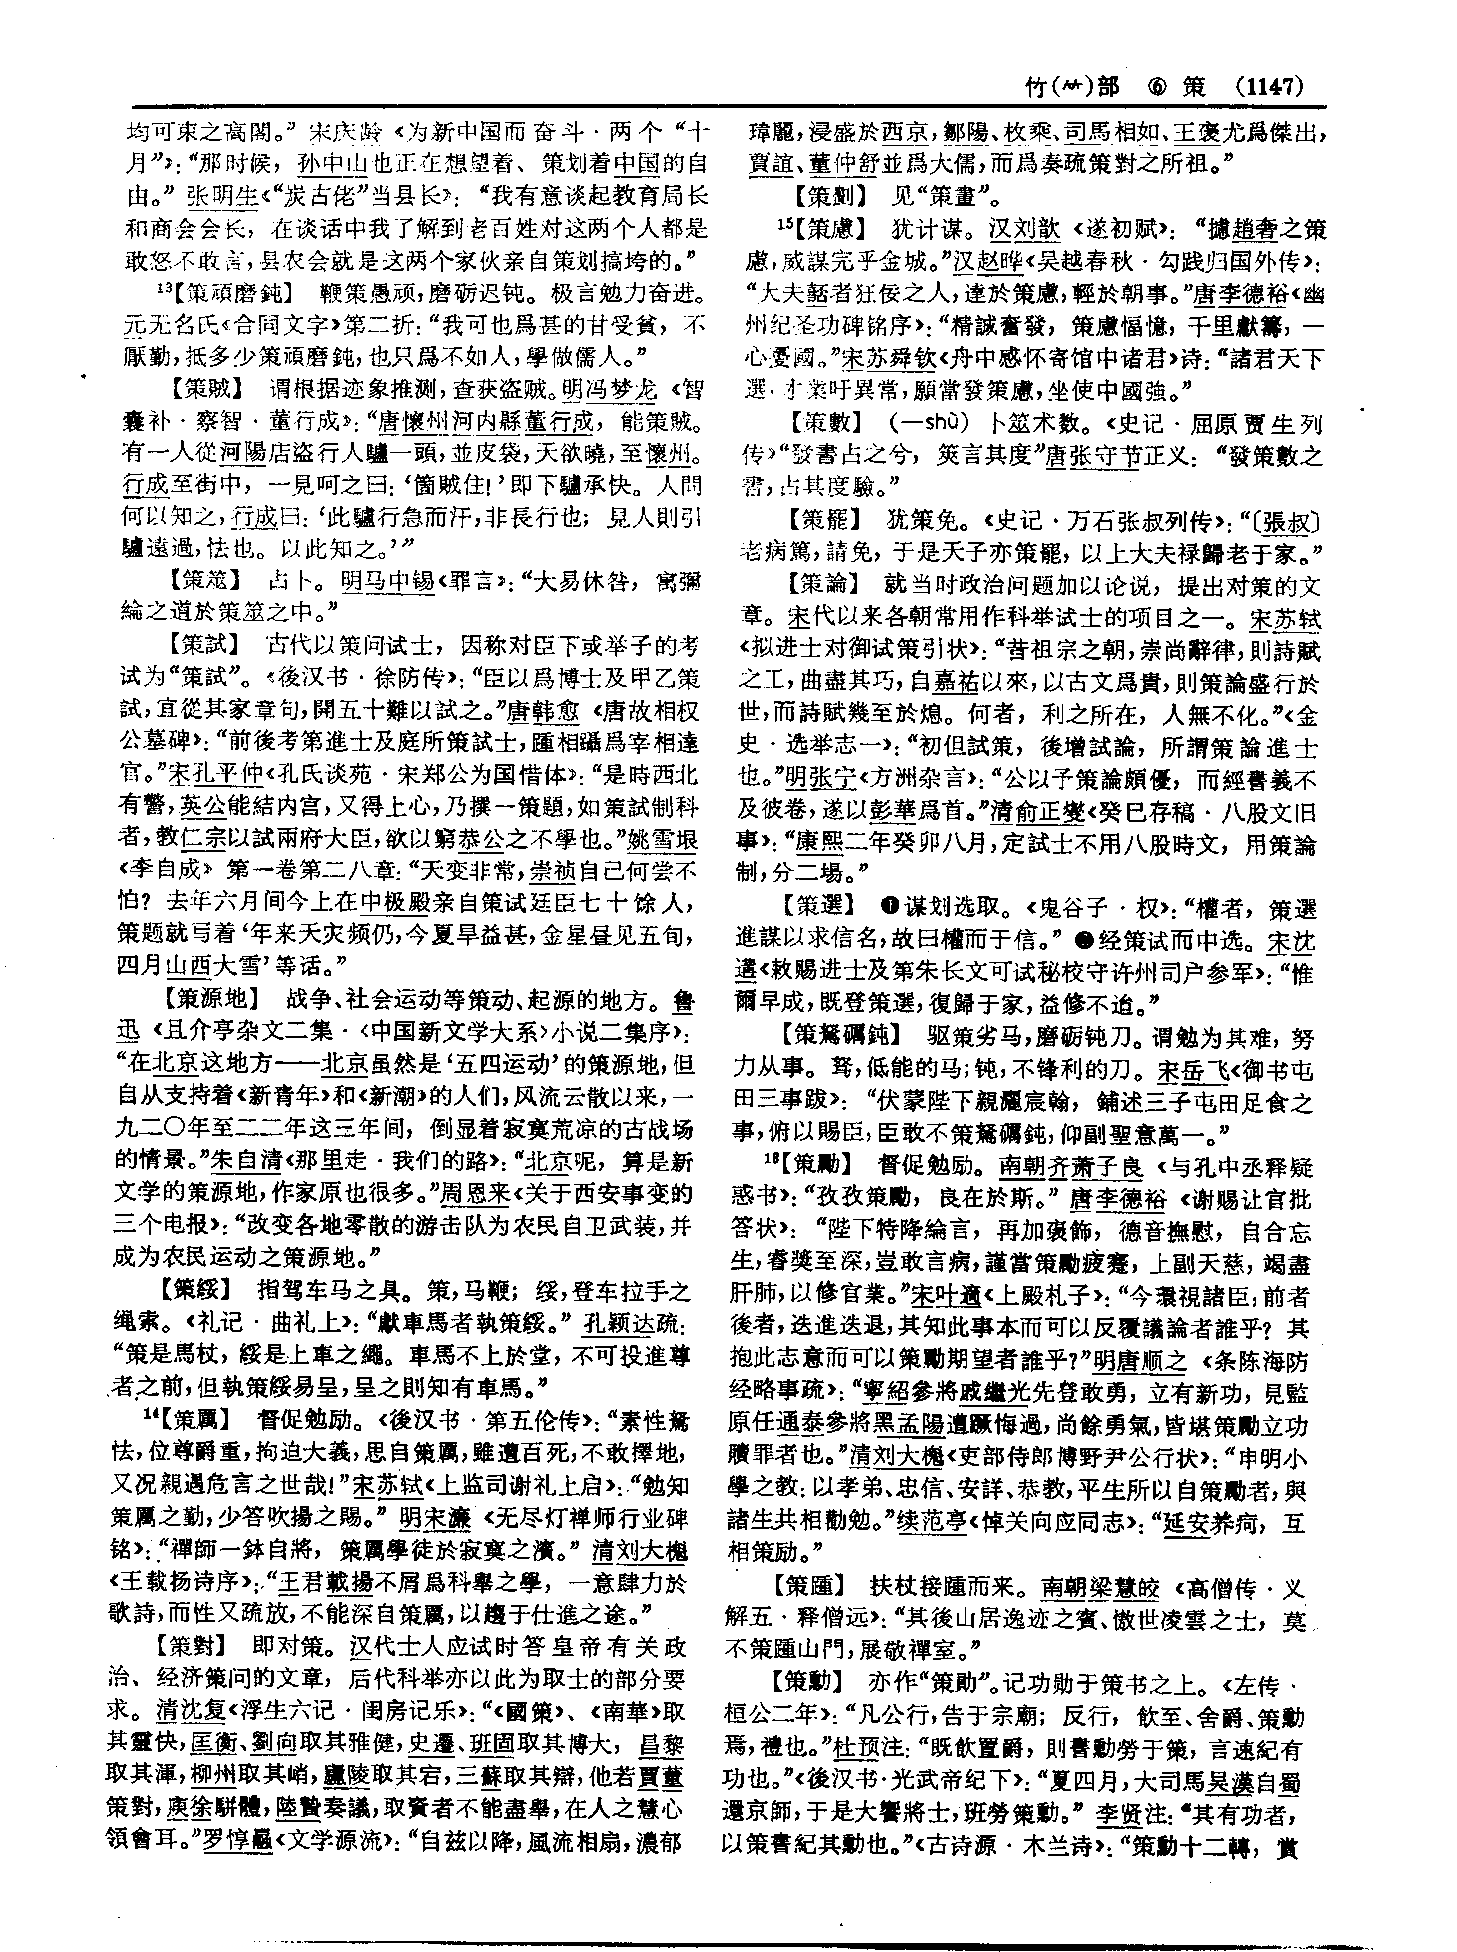 竹(⺮)部 ⑥ 策 (1147)
均可束之高閣。”宋庆龄《为新中国而奋斗·两个“十
月”》：“那时候，孙中山也正在想望着、策划着中国的自
由。”张明生《“炭古佬”当县长》：“我有意谈起教育局长
和商会会长，在谈话中我了解到老百姓对这两个人都是
敢怒不敢言，县农会就是这两个家伙亲自策划搞垮的。”
13【策頑磨鈍】 鞭策愚顽，磨砺迟钝。极言勉力奋进。
元无名氏《合同文字》第二折：“我可也爲甚的甘受貧，不
厭勤，抵多少策頑磨鈍，也只爲不如人，學做儒人。”
【策賊】 谓根据迹象推测，查获盗贼。明冯梦龙《智
囊补·察智·董行成》：“唐懷州河内縣董行成，能策賊。
有一人從河陽店盜行人驢一頭，並皮袋，天欲曉，至懷州。
行成至街中，一見呵之曰：‘箇賊住！’即下驢承伏。人問
何以知之，行成曰：‘此驢行急而汗，非長行也；見人則引
驢遠過，怯也。以此知之。’”
【策筮】 占卜。明马中锡《罪言》：“大易休咎，寓彌
綸之道於策筮之中。”
【策試】 古代以策问试士，因称对臣下或举子的考
试为“策試”。《後汉书·徐防传》：“臣以爲博士及甲乙策
試，宜從其家章句，開五十難以試之。”唐韩愈《唐故相权
公墓碑》：“前後考第進士及庭所策試士，踵相躡爲宰相達
官。”宋孔平仲《孔氏谈苑·宋郑公为国惜体》：“是時西北
有警，英公能結内宫，又得上心，乃撰一策題，如策試制科
者，教仁宗以試兩府大臣，欲以窮恭公之不學也。”姚雪垠
《李自成》第一卷第二八章：“天变非常，崇祯自己何尝不
怕？去年六月间今上在中极殿亲自策试廷臣七十馀人，
策题就写着‘年来天灾频仍，今夏旱益甚，金星昼见五旬，
四月山西大雪’等话。”
【策源地】 战争、社会运动等策动、起源的地方。鲁
迅《且介亭杂文二集·〈中国新文学大系〉小说二集序》：
“在北京这地方——北京虽然是‘五四运动’的策源地，但
自从支持着《新青年》和《新潮》的人们，风流云散以来，一
九二〇年至二二年这三年间，倒显着寂寞荒凉的古战场
的情景。”朱自清《那里走·我们的路》：“北京呢，算是新
文学的策源地，作家原也很多。”周恩来《关于西安事变的
三个电报》：“改变各地零散的游击队为农民自卫武装，并
成为农民运动之策源地。”
【策綏】 指驾车马之具。策，马鞭；绥，登车拉手之
绳索。《礼记·曲礼上》：“獻車馬者執策綏。”孔颖达疏：
“策是馬杖，綏是上車之繩。車馬不上於堂，不可投進尊
者之前，但執策綏易呈，呈之則知有車馬。”
14【策厲】 督促勉励。《後汉书·第五伦传》：“素性駑
怯，位尊爵重，拘迫大義，思自策厲，雖遭百死，不敢擇地，
又况親遇危言之世哉！”宋苏轼《上监司谢礼上启》：“勉知
策厲之勤，少答吹揚之賜。”明宋濂《无尽灯禅师行业碑
铭》：“禪師一鉢自將，策厲學徒於寂寞之濱。”清刘大櫆
《王载扬诗序》：“王君載揚不屑爲科舉之學，一意肆力於
歌詩，而性又疏放，不能深自策厲，以趨于仕進之途。”
【策對】 即对策。汉代士人应试时答皇帝有关政
治、经济策问的文章，后代科举亦以此为取士的部分要
求。清沈复《浮生六记·闺房记乐》：“《國策》、《南華》取
其靈快，匡衡、劉向取其雅健，史遷、班固取其博大，昌黎
取其渾，柳州取其峭，廬陵取其宕，三蘇取其辯，他若賈董
策對，庾徐駢體，陸贄奏議，取資者不能盡舉，在人之慧心
領會耳。”罗惇曧《文学源流》：“自兹以降，風流相扇，濃郁
瑋麗，浸盛於西京，鄒陽、枚乘、司馬相如、王褒尤爲傑出，
賈誼、董仲舒並爲大儒，而爲奏疏策對之所祖。”
【策劃】 见“策畫”。
15【策慮】 犹计谋。汉刘歆《遂初赋》：“攄趙奢之策
慮，威謀完乎金城。”汉赵晔《吴越春秋·勾践归国外传》：
“大夫嚭者狂佞之人，達於策慮，輕於朝事。”唐李德裕《幽
州纪圣功碑铭序》：“精誠奮發，策慮愊憶，千里獻籌，一
心憂國。”宋苏舜钦《舟中感怀寄馆中诸君》诗：“諸君天下
選，才業吁異常，願當發策慮，坐使中國強。”
【策數】 (—shù) 卜筮术数。《史记·屈原贾生列
传》“發書占之兮，筴言其度”唐张守节正义：“發策數之
書，占其度驗。”
【策罷】 犹策免。《史记·万石张叔列传》：“〔張叔〕
老病篤，請免，于是天子亦策罷，以上大夫禄歸老于家。”
【策論】 就当时政治问题加以论说，提出对策的文
章。宋代以来各朝常用作科举试士的项目之一。宋苏轼
《拟进士对御试策引状》：“昔祖宗之朝，崇尚辭律，則詩賦
之工，曲盡其巧，自嘉祐以來，以古文爲貴，則策論盛行於
世，而詩賦幾至於熄。何者，利之所在，人無不化。”《金
史·选举志一》：“初但試策，後增試論，所謂策論進士
也。”明张宁《方洲杂言》：“公以予策論頗優，而經書義不
及彼卷，遂以彭華爲首。”清俞正燮《癸巳存稿·八股文旧
事》：“康熙二年癸卯八月，定試士不用八股時文，用策論
制，分二場。”
【策選】 ❶谋划选取。《鬼谷子·权》：“權者，策選
進謀以求信名，故曰權而于信。”❷经策试而中选。宋沈
遘《敕赐进士及第朱长文可试秘校守许州司户参军》：“惟
爾早成，既登策選，復歸于家，益修不迨。”
【策駑礪鈍】 驱策劣马，磨砺钝刀。谓勉为其难，努
力从事。驽，低能的马；钝，不锋利的刀。宋岳飞《御书屯
田三事跋》：“伏蒙陛下親灑宸翰，鋪述三子屯田足食之
事，俯以賜臣，臣敢不策駑礪鈍，仰副聖意萬一。”
18【策勵】 督促勉励。南朝齐萧子良《与孔中丞释疑
惑书》：“孜孜策勵，良在於斯。”唐李德裕《谢赐让官批
答状》：“陛下特降綸言，再加褒飾，德音撫慰，自合忘
生，睿獎至深，豈敢言病，謹當策勵疲蹇，上副天慈，竭盡
肝肺，以修官業。”宋叶適《上殿札子》：“今環視諸臣，前者
後者，迭進迭退，其知此事本而可以反覆議論者誰乎？其
抱此志意而可以策勵期望者誰乎？”明唐顺之《条陈海防
经略事疏》：“寧紹參將戚繼光先登敢勇，立有新功，見監
原任通泰參將黑孟陽遭蹶悔過，尚餘勇氣，皆堪策勵立功
贖罪者也。”清刘大櫆《吏部侍郎博野尹公行状》：“申明小
學之教：以孝弟、忠信、安詳、恭教，平生所以自策勵者，與
諸生共相勸勉。”续范亭《悼关向应同志》：“延安养疴，互
相策励。”
【策踵】 扶杖接踵而来。南朝梁慧皎《高僧传·义
解五·释僧远》：“其後山居逸迹之賓、傲世凌雲之士，莫
不策踵山門，展敬禪室。”
【策勳】 亦作“策勛”。记功勋于策书之上。《左传·
桓公二年》：“凡公行，告于宗廟；反行，飲至、舍爵、策勳
焉，禮也。”杜预注：“既飲置爵，則書勳勞于策，言速紀有
功也。”《後汉书·光武帝纪下》：“夏四月，大司馬吴漢自蜀
還京師，于是大饗將士，班勞策勳。”李贤注：“其有功者，
以策書紀其勳也。”《古诗源·木兰诗》：“策勳十二轉，賞